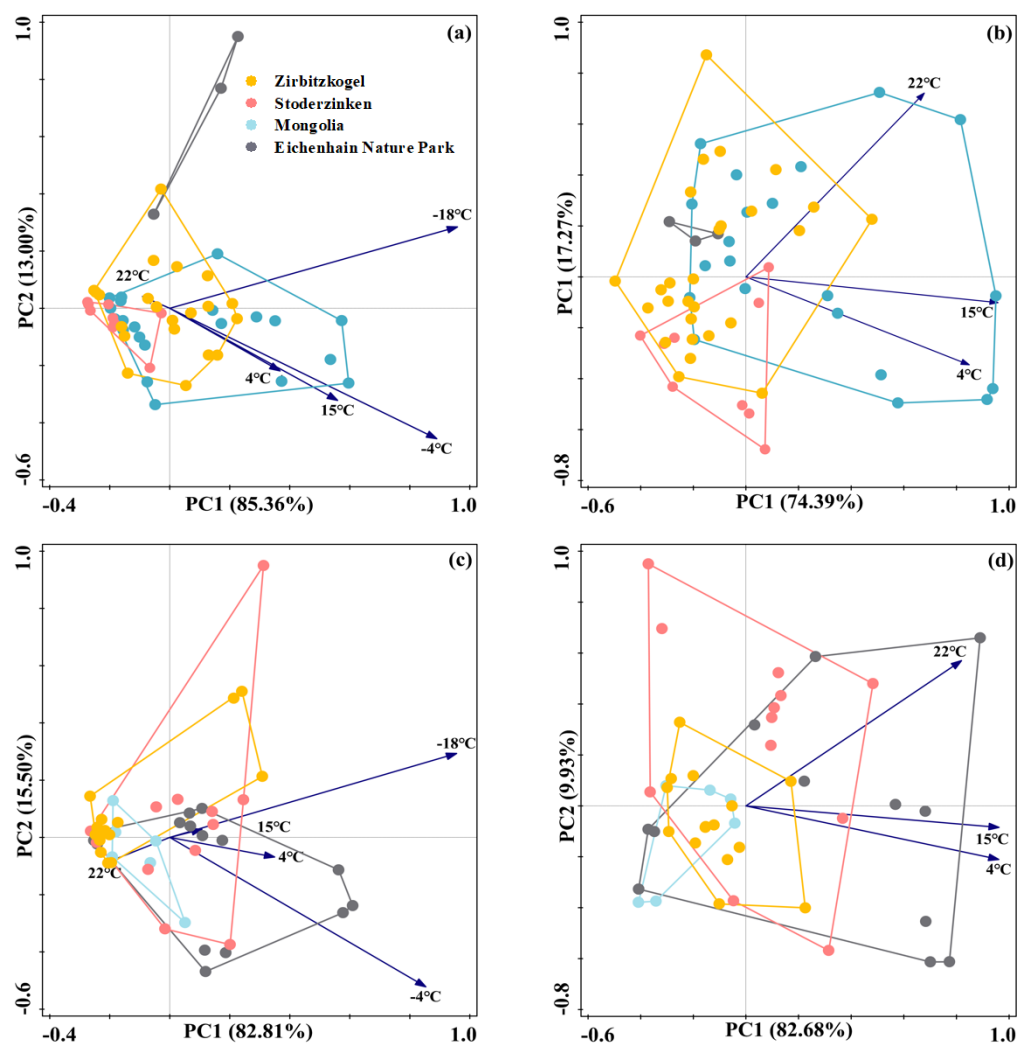 1.0
(a)
Zirbitzkogel
Stoderzinken
Mongolia
Eichenhain Nature Park
-18°C
22°C
4°C
15°C
-4°C
PC2 (13.00%)
-0.6
-0.4
PC1 (85.36%)
1.0
1.0
(b)
22°C
15°C
4°C
PC1 (17.27%)
-0.8
-0.6
PC1 (74.39%)
1.0
1.0
(c)
-18°C
15°C
4°C
22°C
-4°C
PC2 (15.50%)
-0.6
-0.4
PC1 (82.81%)
1.0
1.0
(d)
22°C
15°C
4°C
PC2 (9.93%)
-0.8
-0.6
PC1 (82.68%)
1.0